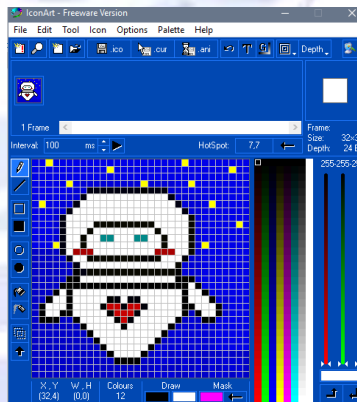 IconArt - Freeware Version
File Edit Tool Icon Options Palette Help
.ico .cur .ani Depth
1 Frame
Frame:
Size: 32x3
Depth: 24 B
Interval: 100 ms HotSpot: 7,7
255-255-2
X , Y W , H Colours Draw Mask
(32,4) (0,0) 12